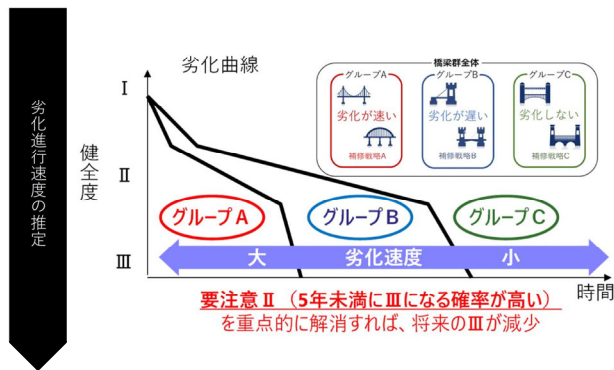 劣化進行速度の推定
劣化曲線
健全度
Ⅰ
Ⅱ
Ⅲ
橋梁群全体
グループA
劣化が速い
補修戦略A
グループB
劣化が遅い
補修戦略B
グループC
劣化しない
補修戦略C
グループA
グループB
グループC
大 劣化速度 小
時間
要注意Ⅱ（5年未満にⅢになる確率が高い）
を重点的に解消すれば、将来のⅢが減少